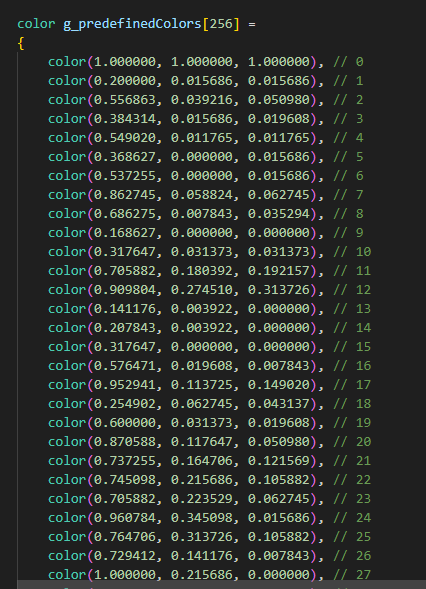 color g_predefinedColors[256] =
{
color(1.000000, 1.000000, 1.000000), // 0
color(0.200000, 0.015686, 0.015686), // 1
color(0.556863, 0.039216, 0.050980), // 2
color(0.384314, 0.015686, 0.019608), // 3
color(0.549020, 0.011765, 0.011765), // 4
color(0.368627, 0.000000, 0.015686), // 5
color(0.537255, 0.000000, 0.015686), // 6
color(0.862745, 0.058824, 0.062745), // 7
color(0.686275, 0.007843, 0.035294), // 8
color(0.168627, 0.000000, 0.000000), // 9
color(0.317647, 0.031373, 0.031373), // 10
color(0.705882, 0.180392, 0.192157), // 11
color(0.909804, 0.274510, 0.313726), // 12
color(0.141176, 0.003922, 0.000000), // 13
color(0.207843, 0.003922, 0.000000), // 14
color(0.317647, 0.000000, 0.000000), // 15
color(0.576471, 0.019608, 0.007843), // 16
color(0.952941, 0.113725, 0.149020), // 17
color(0.254902, 0.062745, 0.043137), // 18
color(0.600000, 0.031373, 0.019608), // 19
color(0.870588, 0.117647, 0.050980), // 20
color(0.737255, 0.164706, 0.121569), // 21
color(0.745098, 0.215686, 0.105882), // 22
color(0.705882, 0.223529, 0.062745), // 23
color(0.960784, 0.345098, 0.015686), // 24
color(0.764706, 0.313726, 0.105882), // 25
color(0.729412, 0.141176, 0.007843), // 26
color(1.000000, 0.215686, 0.000000), // 27